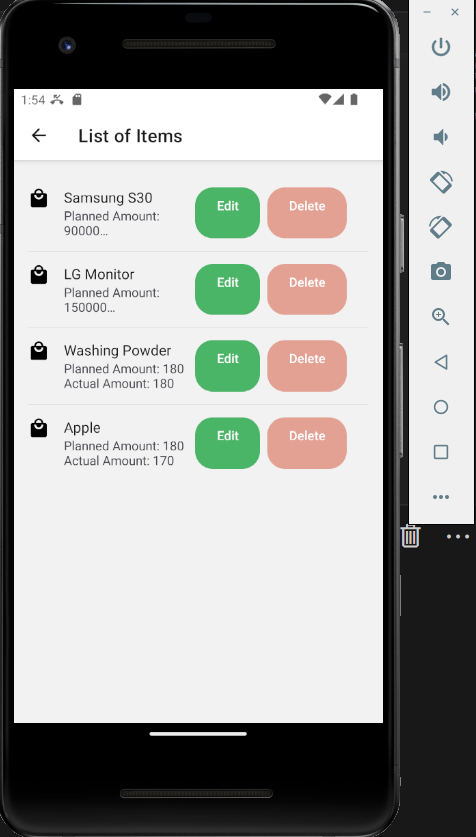 1:54
List of Items
Samsung S30
Planned Amount:
90000…
Edit
Delete
LG Monitor
Planned Amount:
150000…
Edit
Delete
Washing Powder
Planned Amount: 180
Actual Amount: 180
Edit
Delete
Apple
Planned Amount: 180
Actual Amount: 170
Edit
Delete